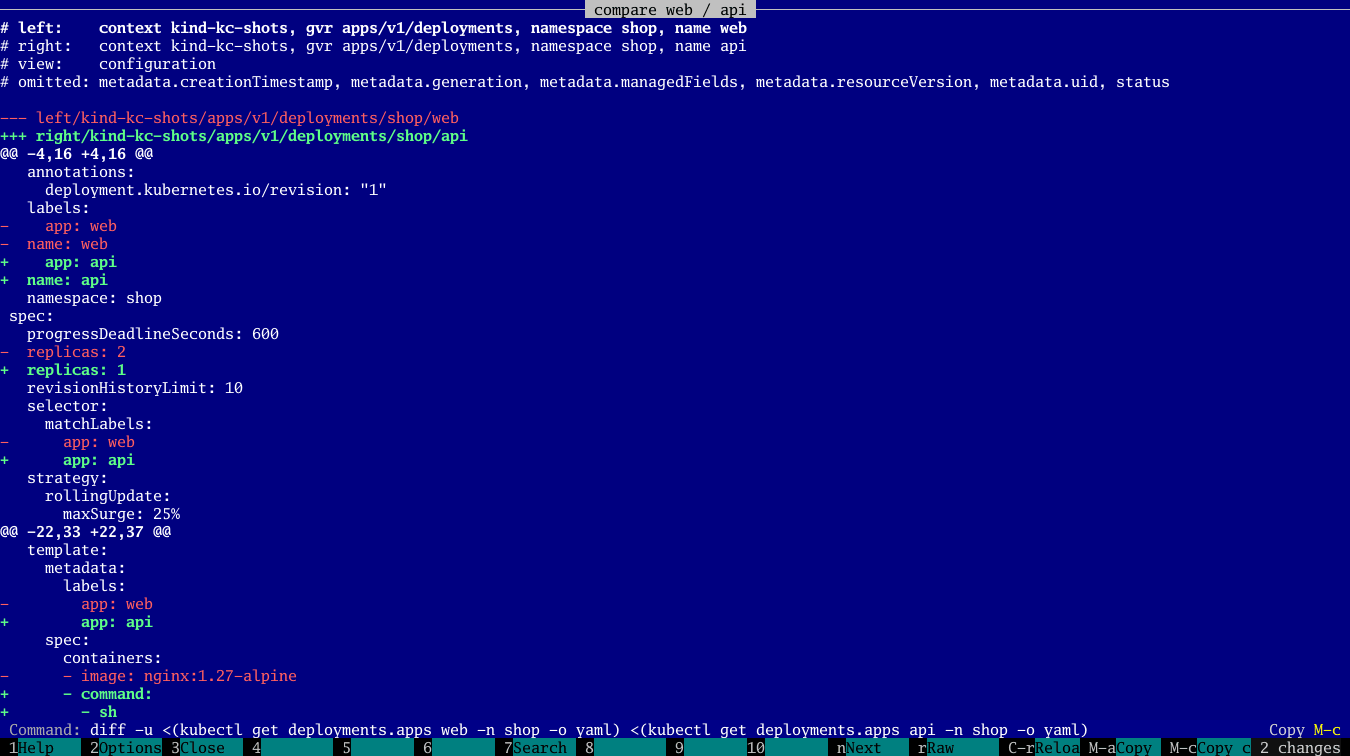 compare web / api
# left:    context kind-kc-shots, gvr apps/v1/deployments, namespace shop, name web
# right:   context kind-kc-shots, gvr apps/v1/deployments, namespace shop, name api
# view:    configuration
# omitted: metadata.creationTimestamp, metadata.generation, metadata.managedFields, metadata.resourceVersion, metadata.uid, status
--- left/kind-kc-shots/apps/v1/deployments/shop/web
+++ right/kind-kc-shots/apps/v1/deployments/shop/api
@@ -4,16 +4,16 @@
   annotations:
     deployment.kubernetes.io/revision: "1"
   labels:
-    app: web
-  name: web
+    app: api
+  name: api
   namespace: shop
 spec:
   progressDeadlineSeconds: 600
-  replicas: 2
+  replicas: 1
   revisionHistoryLimit: 10
   selector:
     matchLabels:
-      app: web
+      app: api
   strategy:
     rollingUpdate:
       maxSurge: 25%
@@ -22,33 +22,37 @@
   template:
     metadata:
       labels:
-        app: web
+        app: api
     spec:
       containers:
-      - image: nginx:1.27-alpine
+      - command:
+        - sh
Command: diff -u <(kubectl get deployments.apps web -n shop -o yaml) <(kubectl get deployments.apps api -n shop -o yaml) Copy M-c
1Help 2Options 3Close 4 5 6 7Search 8 9 10 nNext rRaw C-rReloa M-aCopy M-cCopy c 2 changes